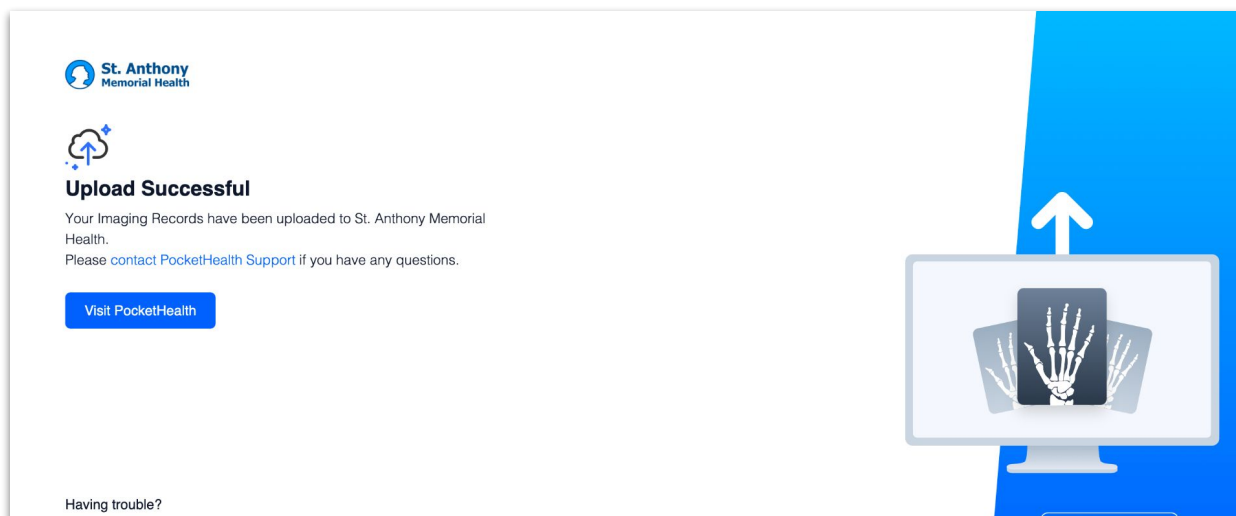 St. Anthony
Memorial Health
Upload Successful
Your Imaging Records have been uploaded to St. Anthony Memorial
Health.
Please contact PocketHealth Support if you have any questions.
Visit PocketHealth
Having trouble?